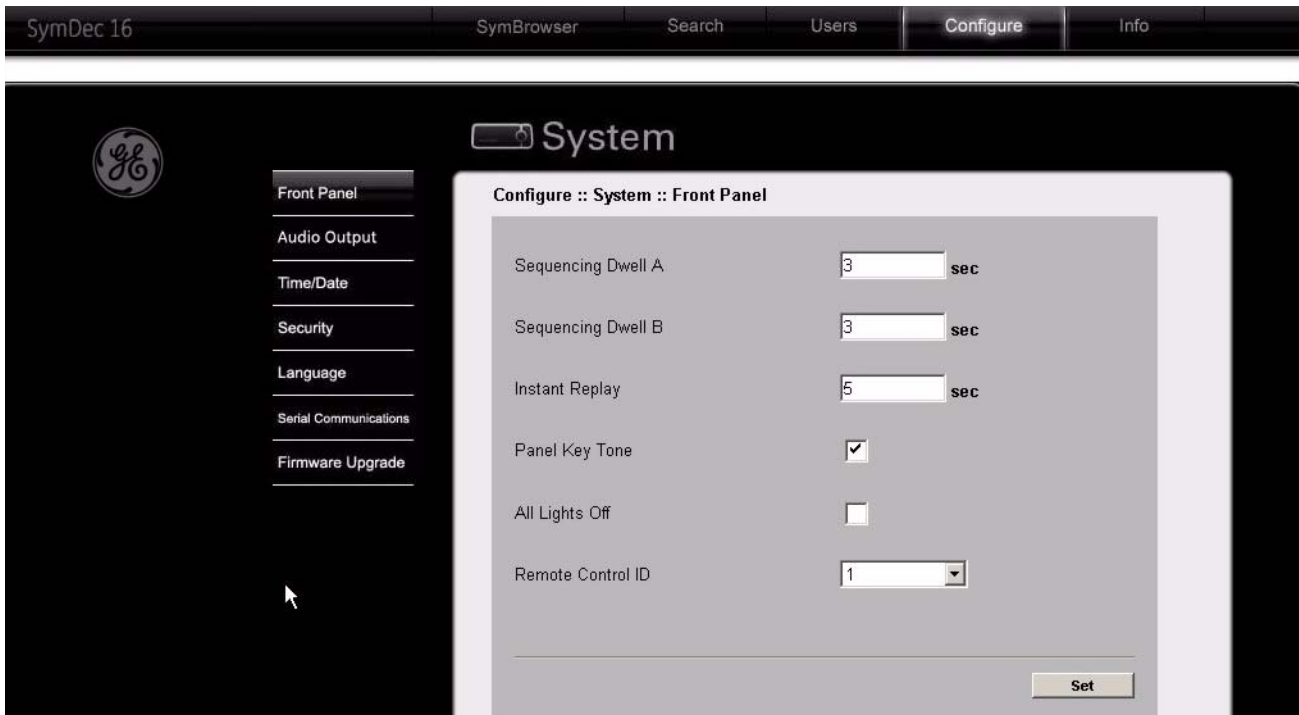 SymDec 16
SymBrowser Search Users Configure Info
GE
System
Front Panel
Audio Output
Time/Date
Security
Language
Serial Communications
Firmware Upgrade
Configure :: System :: Front Panel
Sequencing Dwell A 3 sec
Sequencing Dwell B 3 sec
Instant Replay 5 sec
Panel Key Tone
All Lights Off
Remote Control ID 1
Set